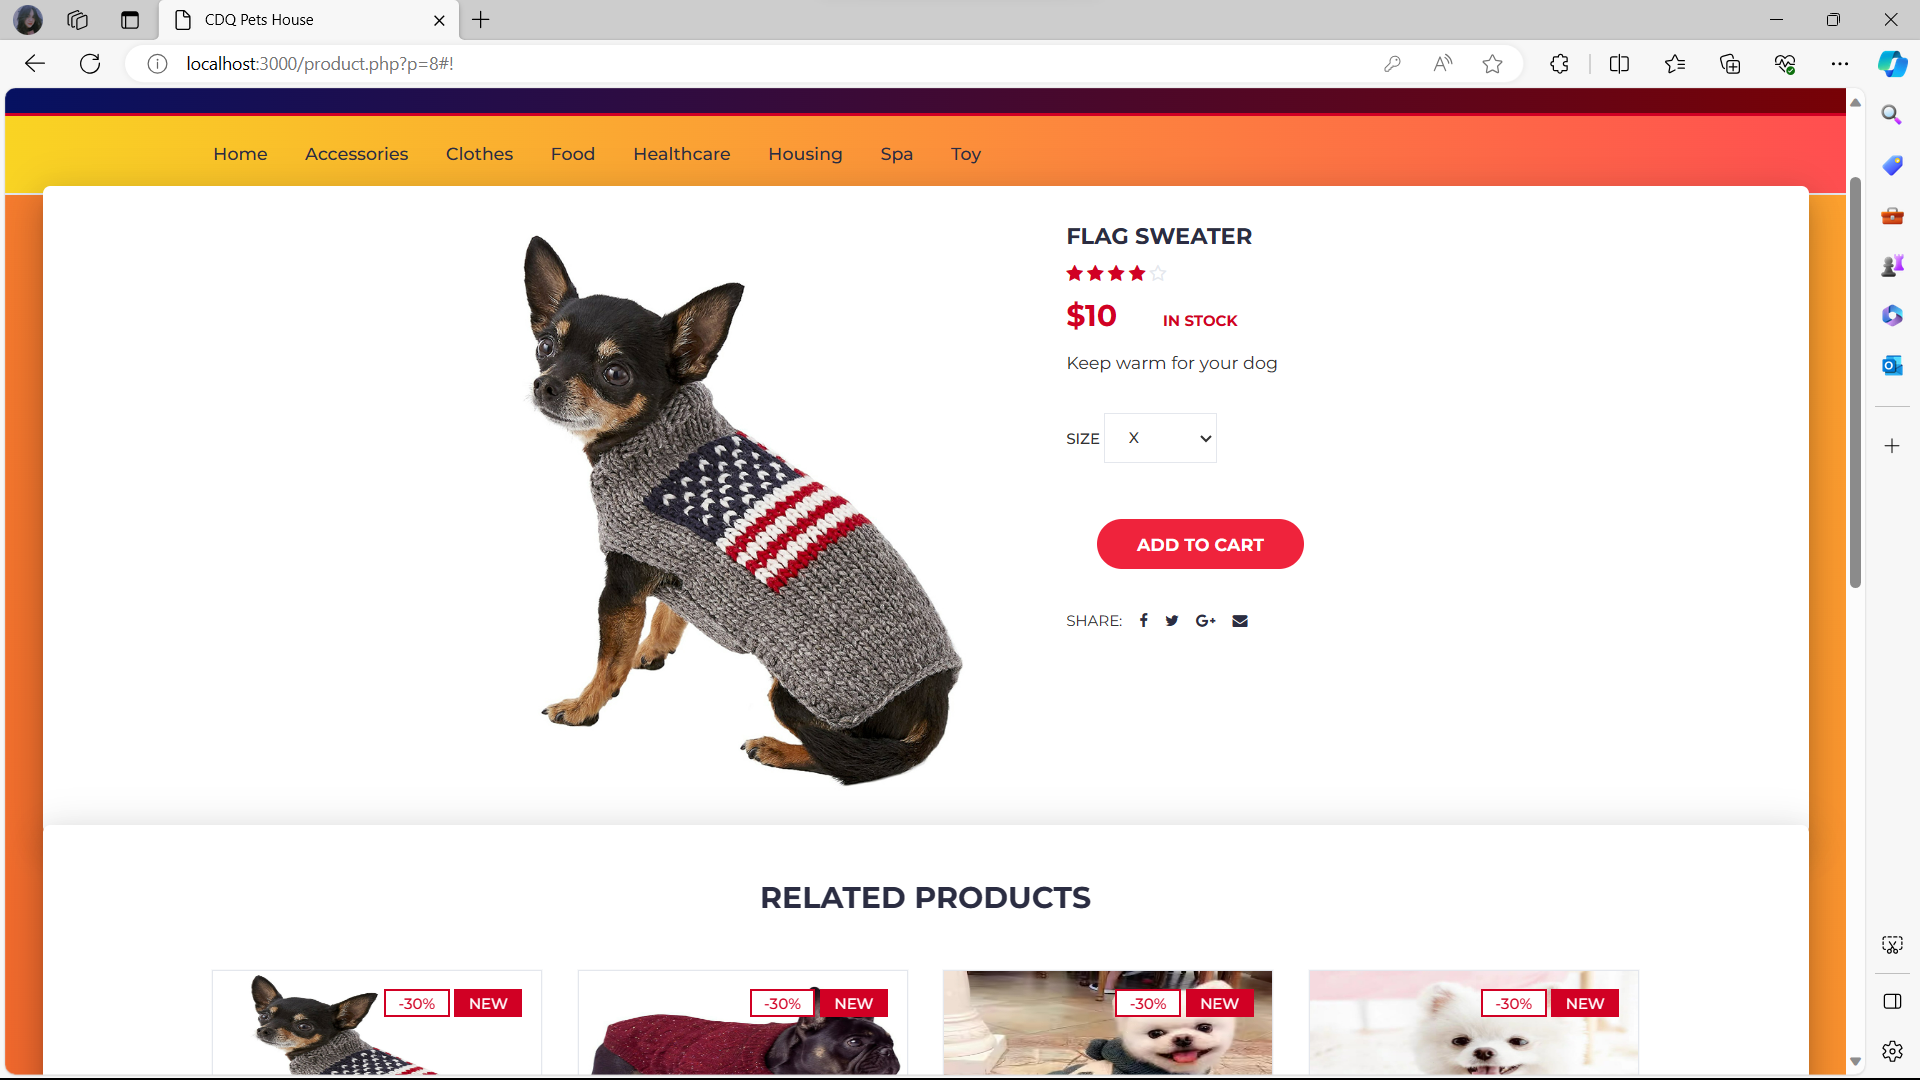 CDQ Pets House
localhost:3000/product.php?p=8#!
Home Accessories Clothes Food Healthcare Housing Spa Toy
FLAG SWEATER
$10 IN STOCK
Keep warm for your dog
SIZE X
ADD TO CART
SHARE: G+
RELATED PRODUCTS
-30% NEW -30% NEW -30% NEW -30% NEW